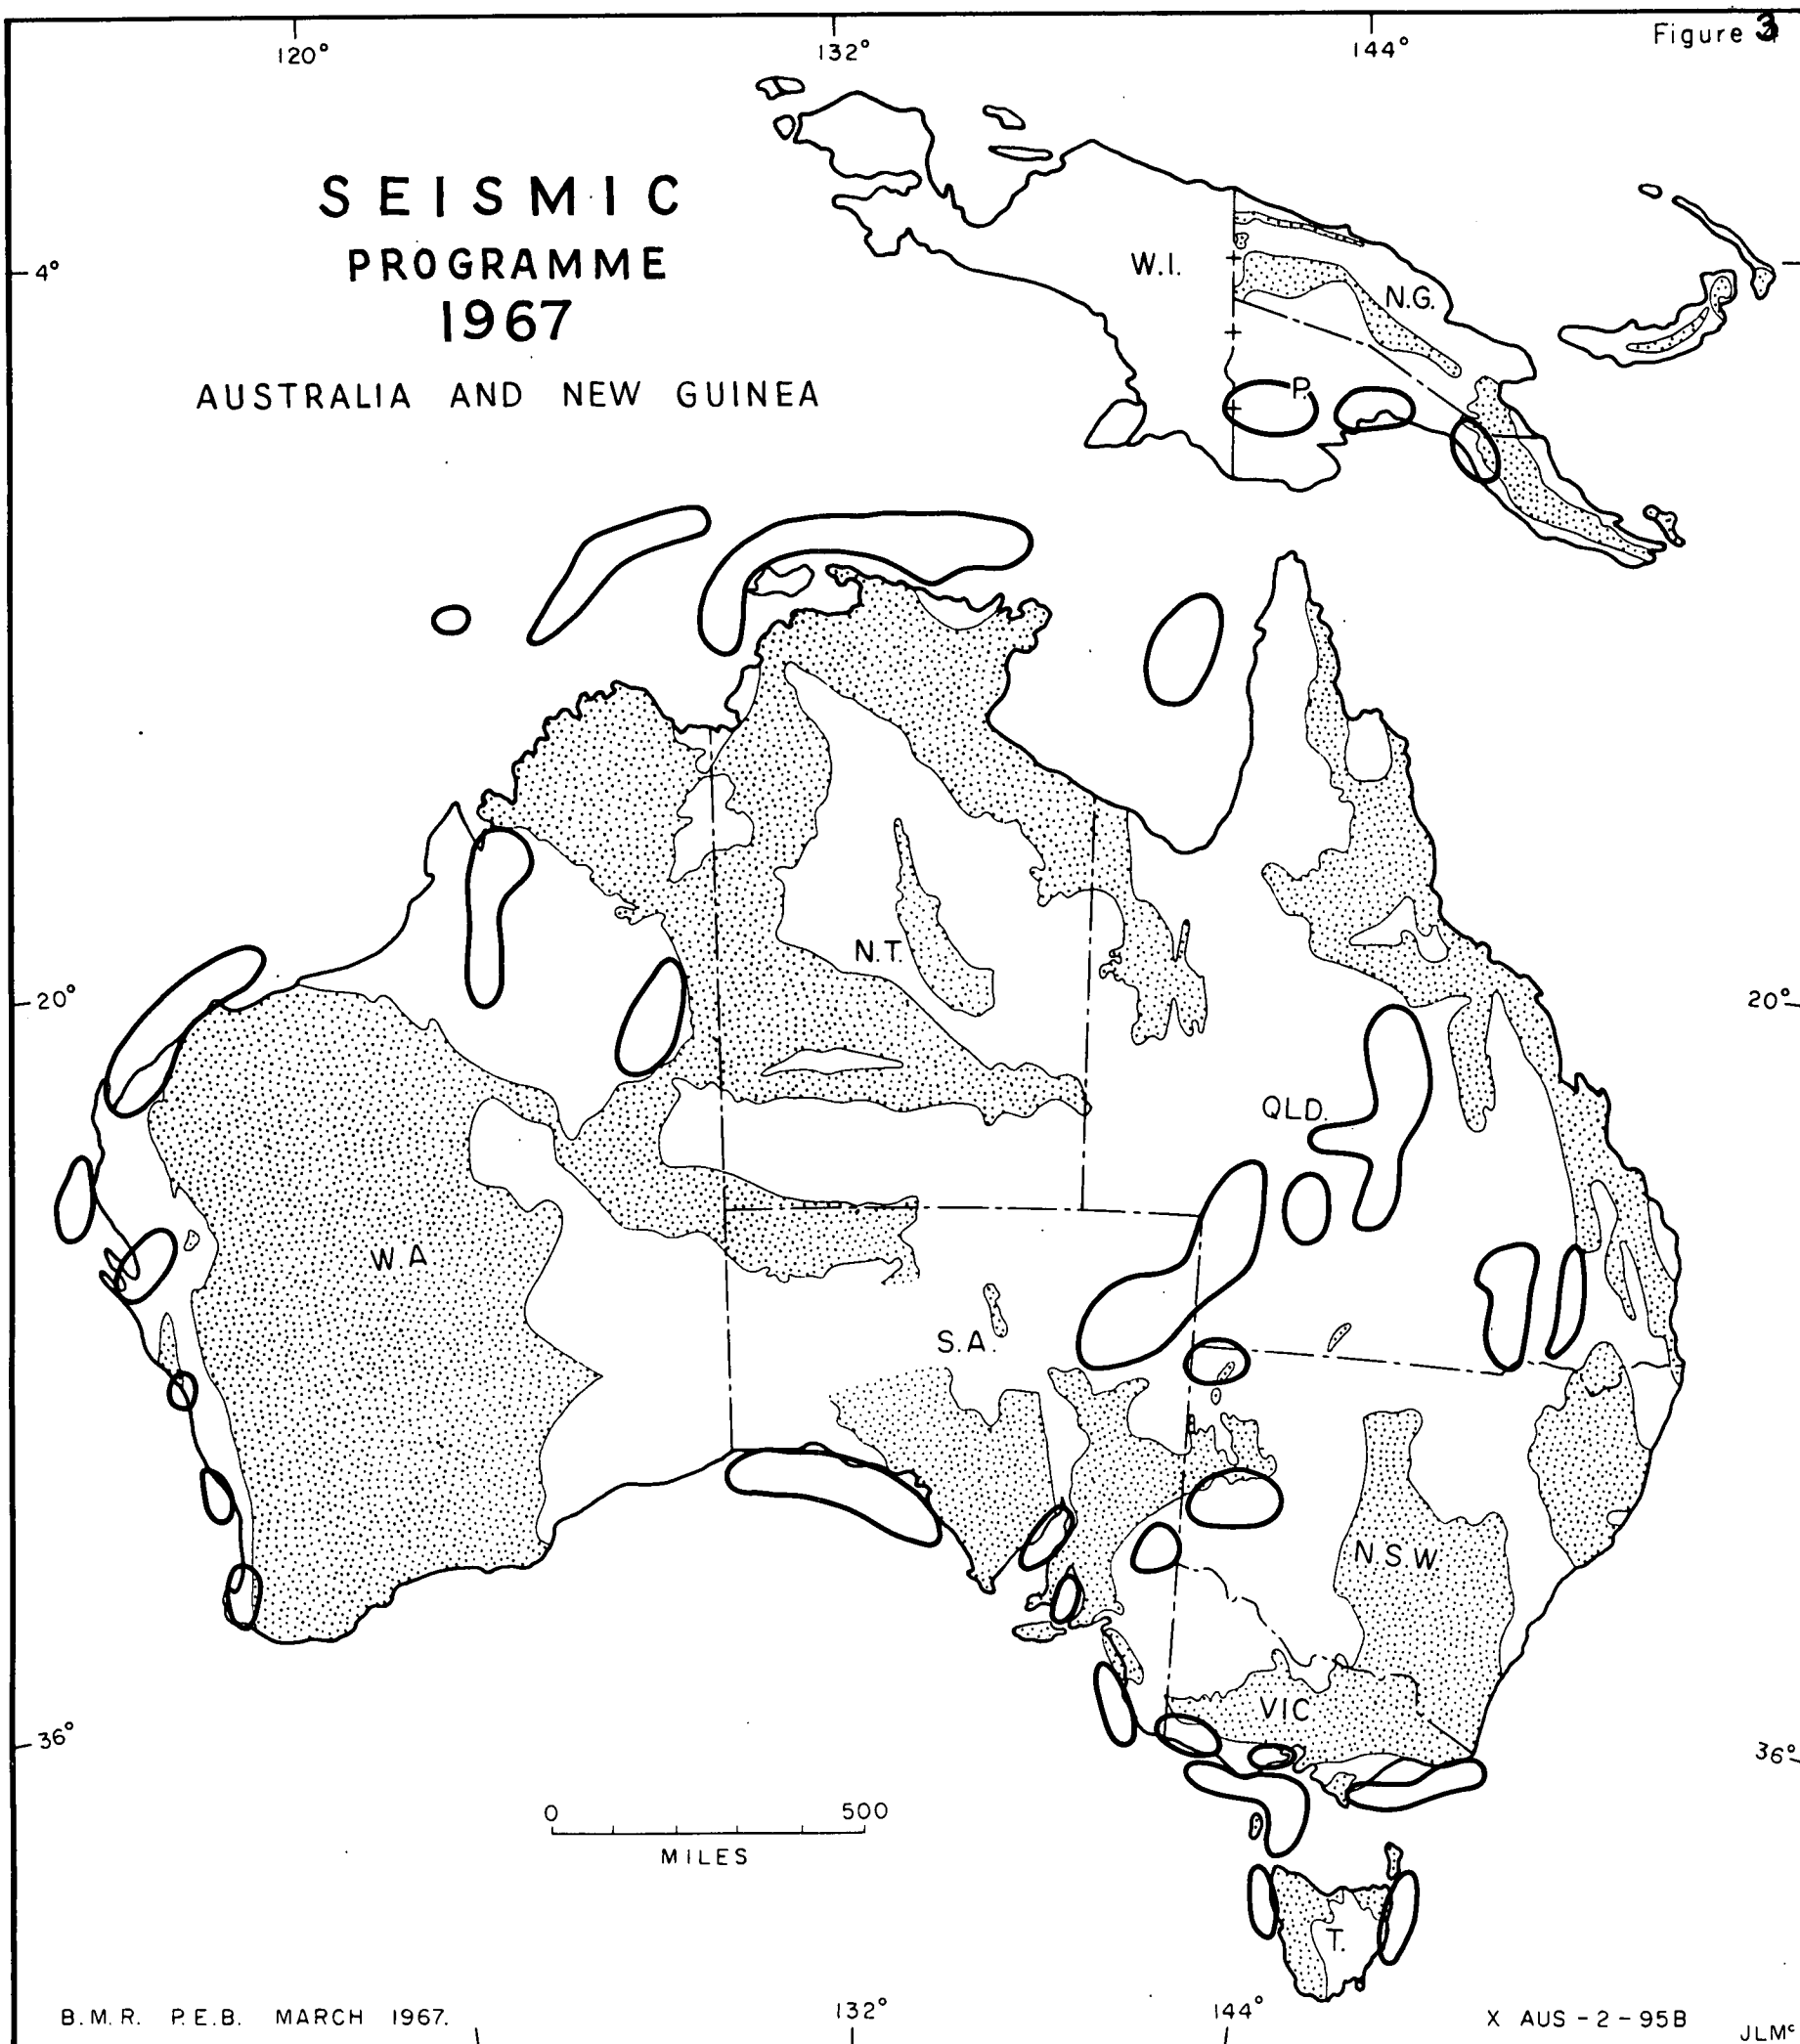 Figure 3
120° 132° 144°
SEISMIC
PROGRAMME
1967
AUSTRALIA AND NEW GUINEA
4°
W.I.
N.G.
P.
N.T.
20° 20°
QLD.
W A
S.A.
N S W
VIC
36° 36°
0 500
MILES
T.
132° 144°
B.M.R. P.E.B. MARCH 1967.
X AUS-2-95B
JLMᶜ